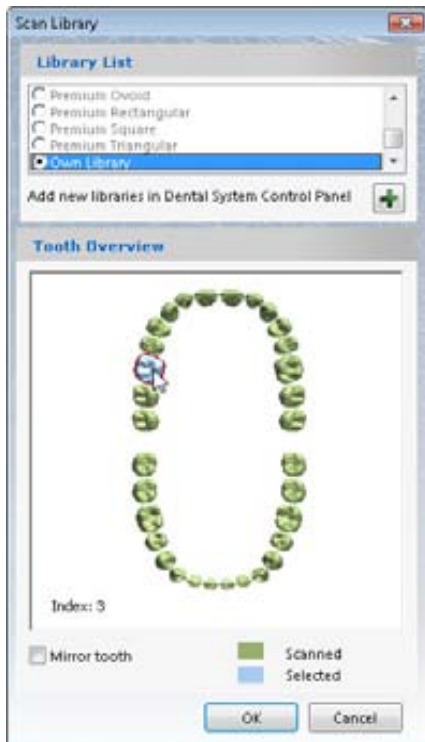 Scan Library
Library List
Premium Ovoid
Premium Rectangular
Premium Square
Premium Triangular
Own Library
Add new libraries in Dental System Control Panel
Tooth Overview
Index: 3
Mirror tooth
Scanned
Selected
OK
Cancel